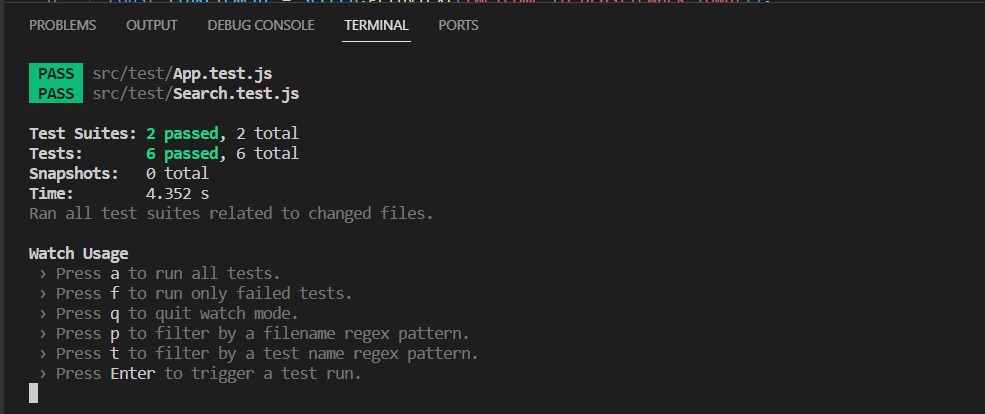 PROBLEMS OUTPUT DEBUG CONSOLE TERMINAL PORTS
PASS src/test/App.test.js
PASS src/test/Search.test.js
Test Suites: 2 passed, 2 total
Tests: 6 passed, 6 total
Snapshots: 0 total
Time: 4.352 s
Ran all test suites related to changed files.
Watch Usage
› Press a to run all tests.
› Press f to run only failed tests.
› Press q to quit watch mode.
› Press p to filter by a filename regex pattern.
› Press t to filter by a test name regex pattern.
› Press Enter to trigger a test run.